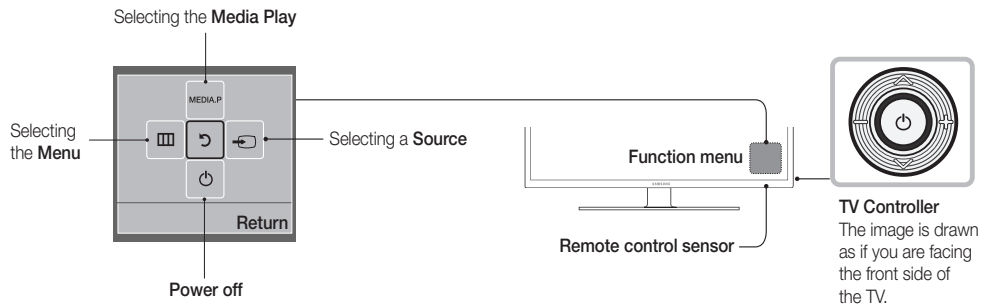 Selecting the Media Play
MEDIA.P
Selecting
the Menu
Selecting a Source
Return
Power off
Function menu
SAMSUNG
Remote control sensor
TV Controller
The image is drawn
as if you are facing
the front side of
the TV.